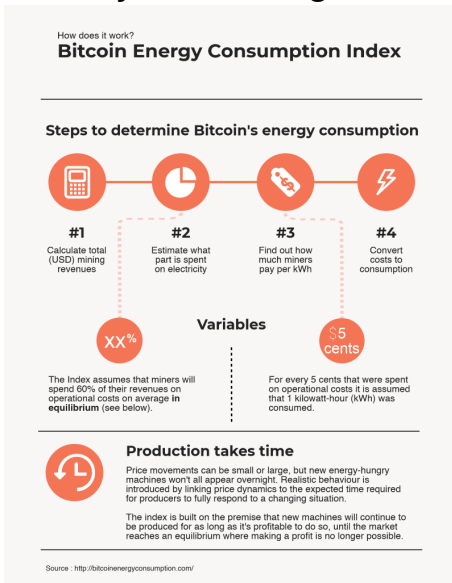 How does it work?
Bitcoin Energy Consumption Index
Steps to determine Bitcoin's energy consumption
#1
Calculate total
(USD) mining
revenues
#2
Estimate what
part is spent
on electricity
#3
Find out how
much miners
pay per kWh
#4
Convert
costs to
consumption
Variables
XX%
The Index assumes that miners will
spend 60% of their revenues on
operational costs on average in
equilibrium (see below).
$5
cents
For every 5 cents that were spent
on operational costs it is assumed
that 1 kilowatt-hour (kWh) was
consumed.
Production takes time
Price movements can be small or large, but new energy-hungry
machines won't all appear overnight. Realistic behaviour is
introduced by linking price dynamics to the expected time required
for producers to fully respond to a changing situation.
The index is built on the premise that new machines will continue to
be produced for as long as it's profitable to do so, until the market
reaches an equilibrium where making a profit is no longer possible.
Source : http://bitcoinenergyconsumption.com/